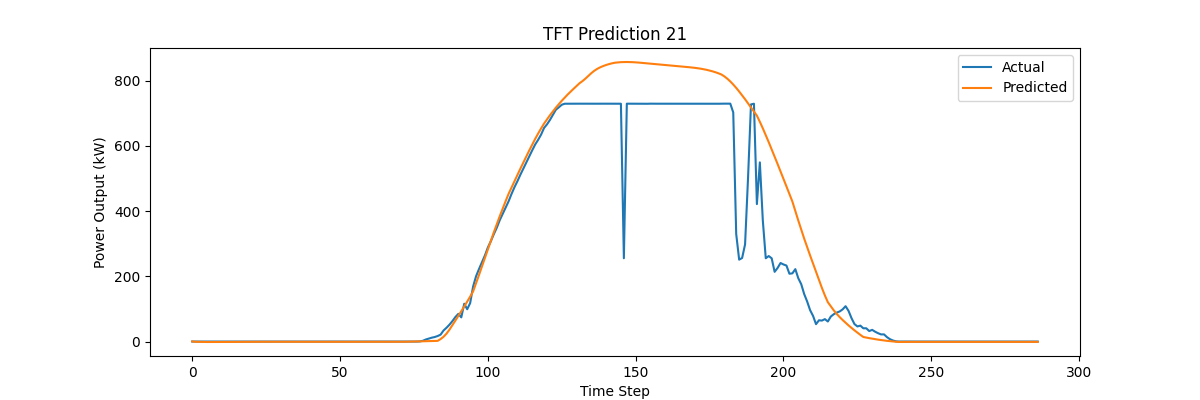 TFT Prediction 21
Actual
Predicted
Power Output (kW)
800
600
400
200
0
0 50 100 150 200 250 300
Time Step